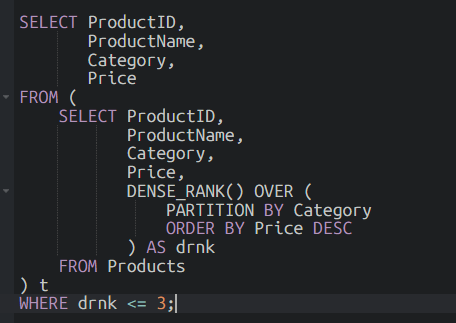 SELECT ProductID,
       ProductName,
       Category,
       Price
FROM (
    SELECT ProductID,
           ProductName,
           Category,
           Price,
           DENSE_RANK() OVER (
               PARTITION BY Category
               ORDER BY Price DESC
           ) AS drnk
    FROM Products
) t
WHERE drnk <= 3;